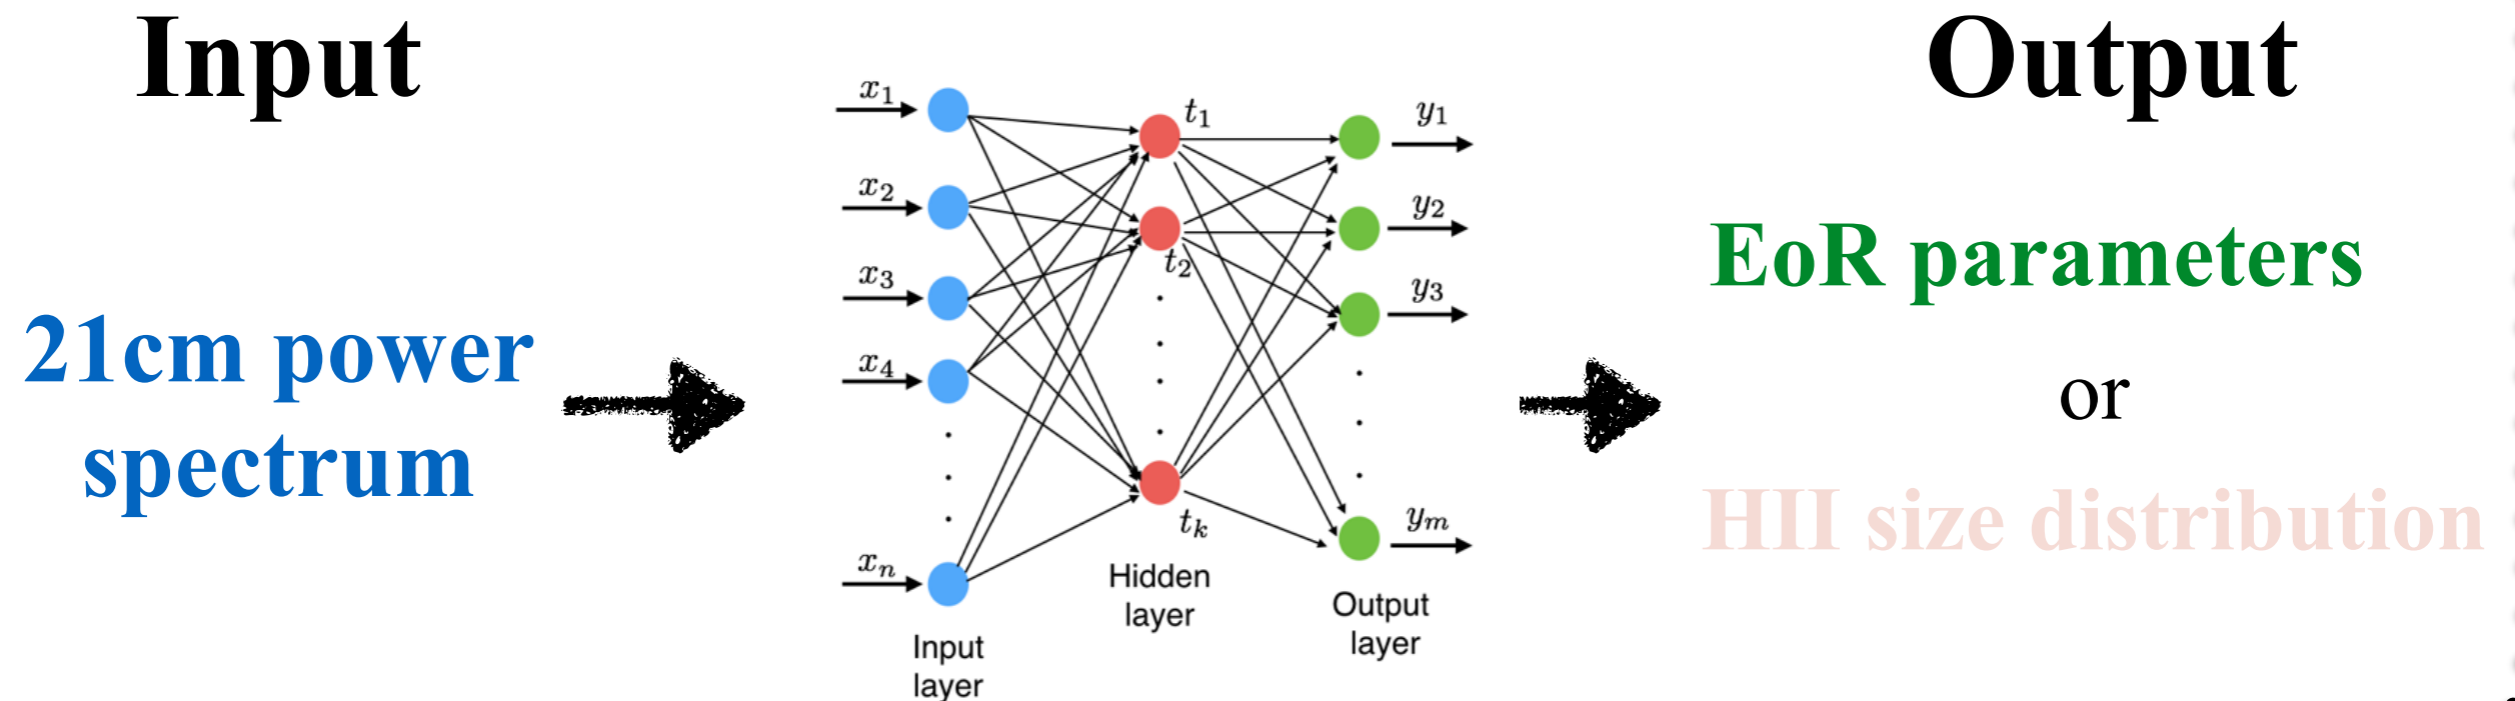 Input
Output
21cm power
spectrum
x1
x2
x3
x4
xn
t1
t2
tk
y1
y2
y3
ym
Input
layer
Hidden
layer
Output
layer
EoR parameters
or
HII size distribution